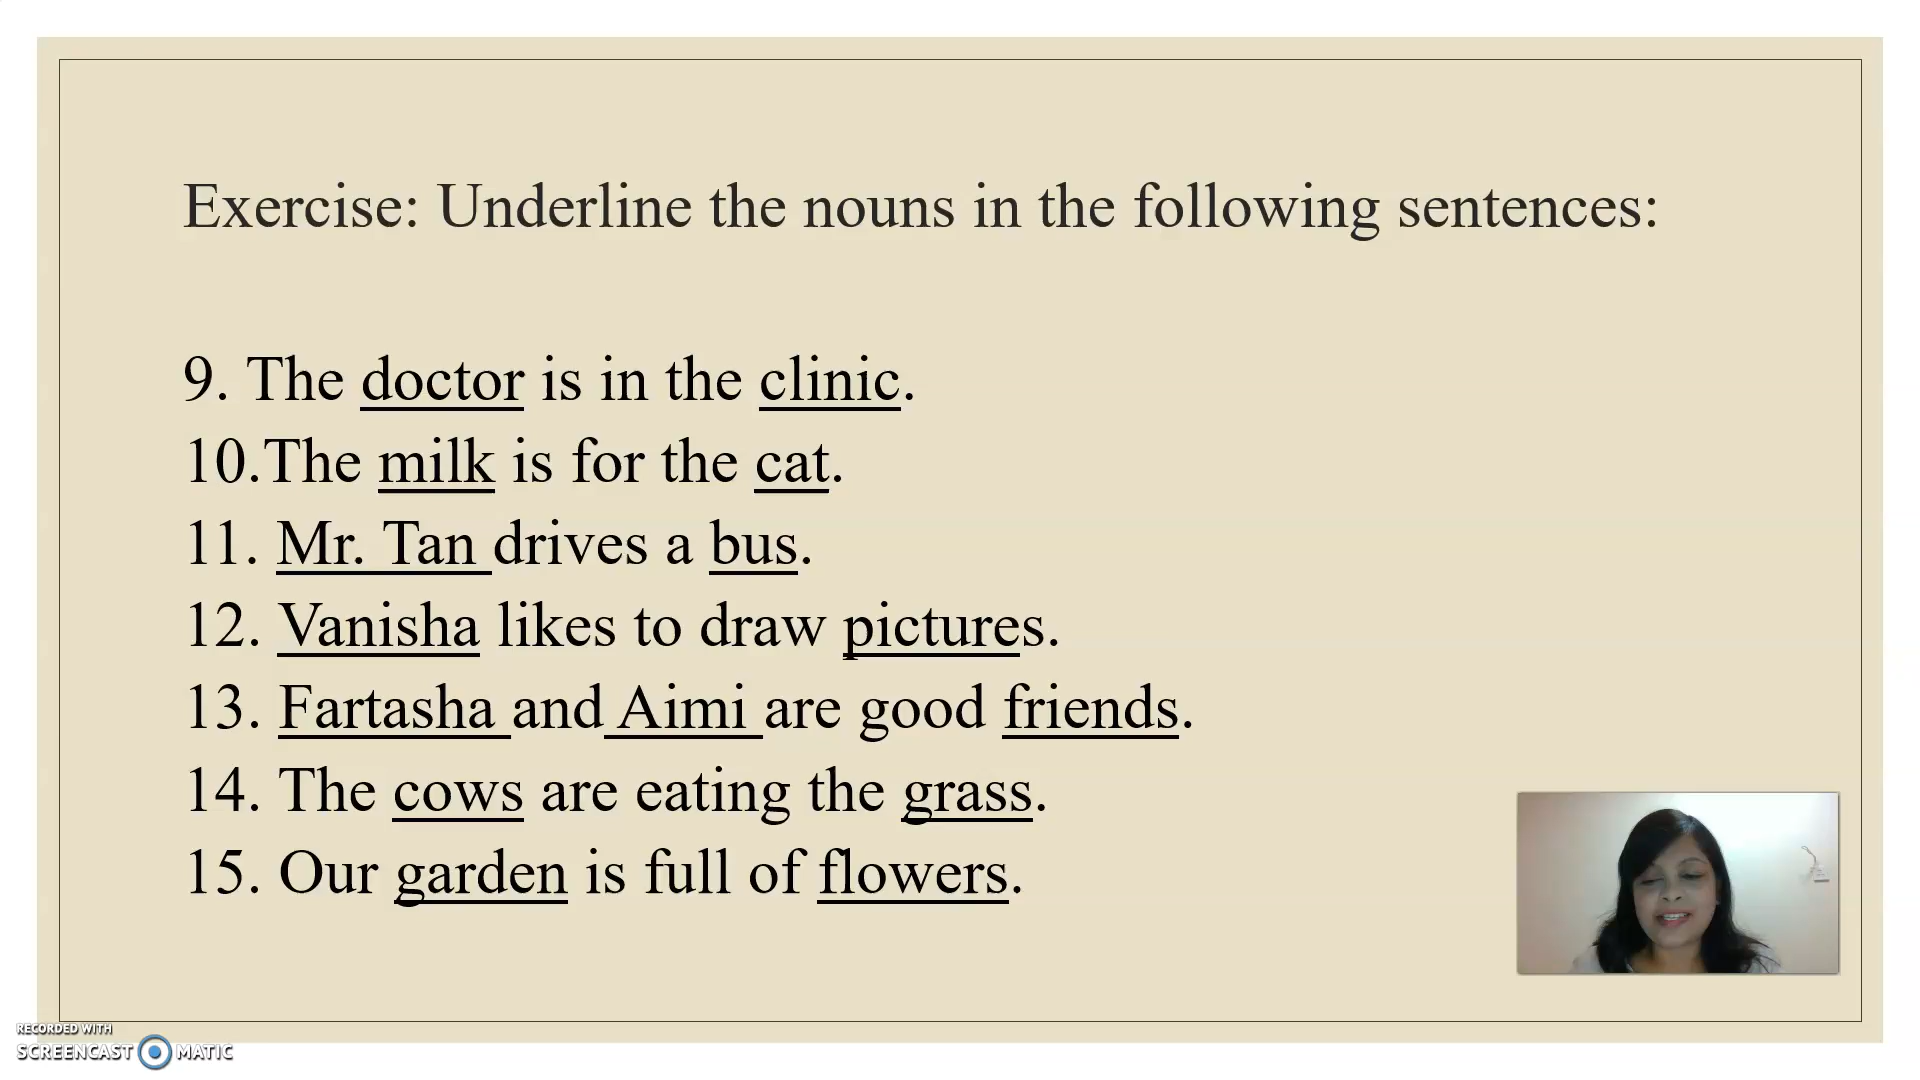 Exercise: Underline the nouns in the following sentences:
9. The doctor is in the clinic.
10.The milk is for the cat.
11. Mr. Tan drives a bus.
12. Vanisha likes to draw pictures.
13. Fartasha and Aimi are good friends.
14. The cows are eating the grass.
15. Our garden is full of flowers.
RECORDED WITH
SCREENCAST MATIC